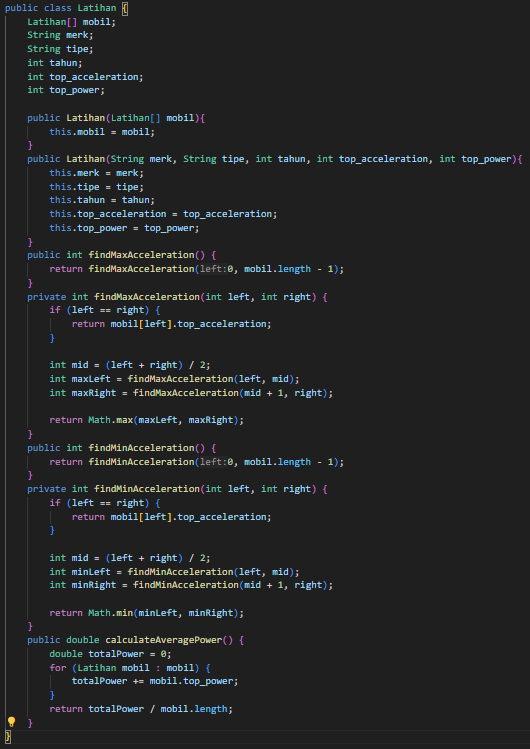 public class Latihan {
    Latihan[] mobil;
    String merk;
    String tipe;
    int tahun;
    int top_acceleration;
    int top_power;

    public Latihan(Latihan[] mobil){
        this.mobil = mobil;
    }
    public Latihan(String merk, String tipe, int tahun, int top_acceleration, int top_power){
        this.merk = merk;
        this.tipe = tipe;
        this.tahun = tahun;
        this.top_acceleration = top_acceleration;
        this.top_power = top_power;
    }
    public int findMaxAcceleration() {
        return findMaxAcceleration(left:0, mobil.length - 1);
    }
    private int findMaxAcceleration(int left, int right) {
        if (left == right) {
            return mobil[left].top_acceleration;
        }

        int mid = (left + right) / 2;
        int maxLeft = findMaxAcceleration(left, mid);
        int maxRight = findMaxAcceleration(mid + 1, right);

        return Math.max(maxLeft, maxRight);
    }
    public int findMinAcceleration() {
        return findMinAcceleration(left:0, mobil.length - 1);
    }
    private int findMinAcceleration(int left, int right) {
        if (left == right) {
            return mobil[left].top_acceleration;
        }

        int mid = (left + right) / 2;
        int minLeft = findMinAcceleration(left, mid);
        int minRight = findMinAcceleration(mid + 1, right);

        return Math.min(minLeft, minRight);
    }
    public double calculateAveragePower() {
        double totalPower = 0;
        for (Latihan mobil : mobil) {
            totalPower += mobil.top_power;
        }
        return totalPower / mobil.length;
    }
}